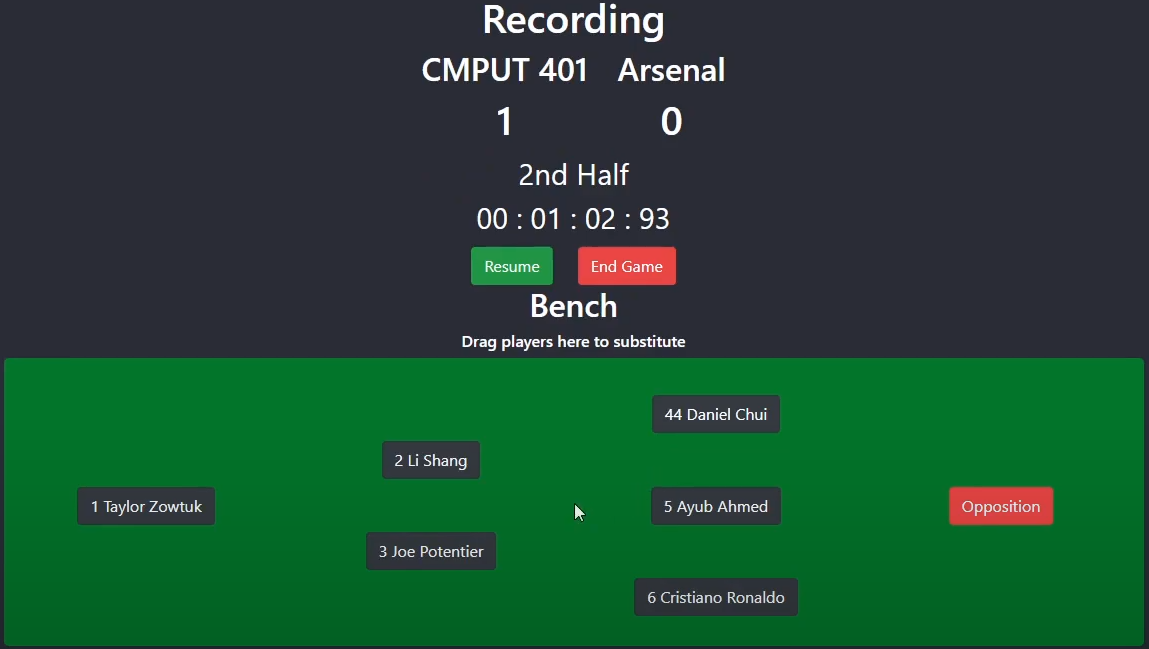 Recording
CMPUT 401 Arsenal
1 0
2nd Half
00 : 01 : 02 : 93
Resume End Game
Bench
Drag players here to substitute
44 Daniel Chui
2 Li Shang
1 Taylor Zowtuk 5 Ayub Ahmed Opposition
3 Joe Potentier
6 Cristiano Ronaldo